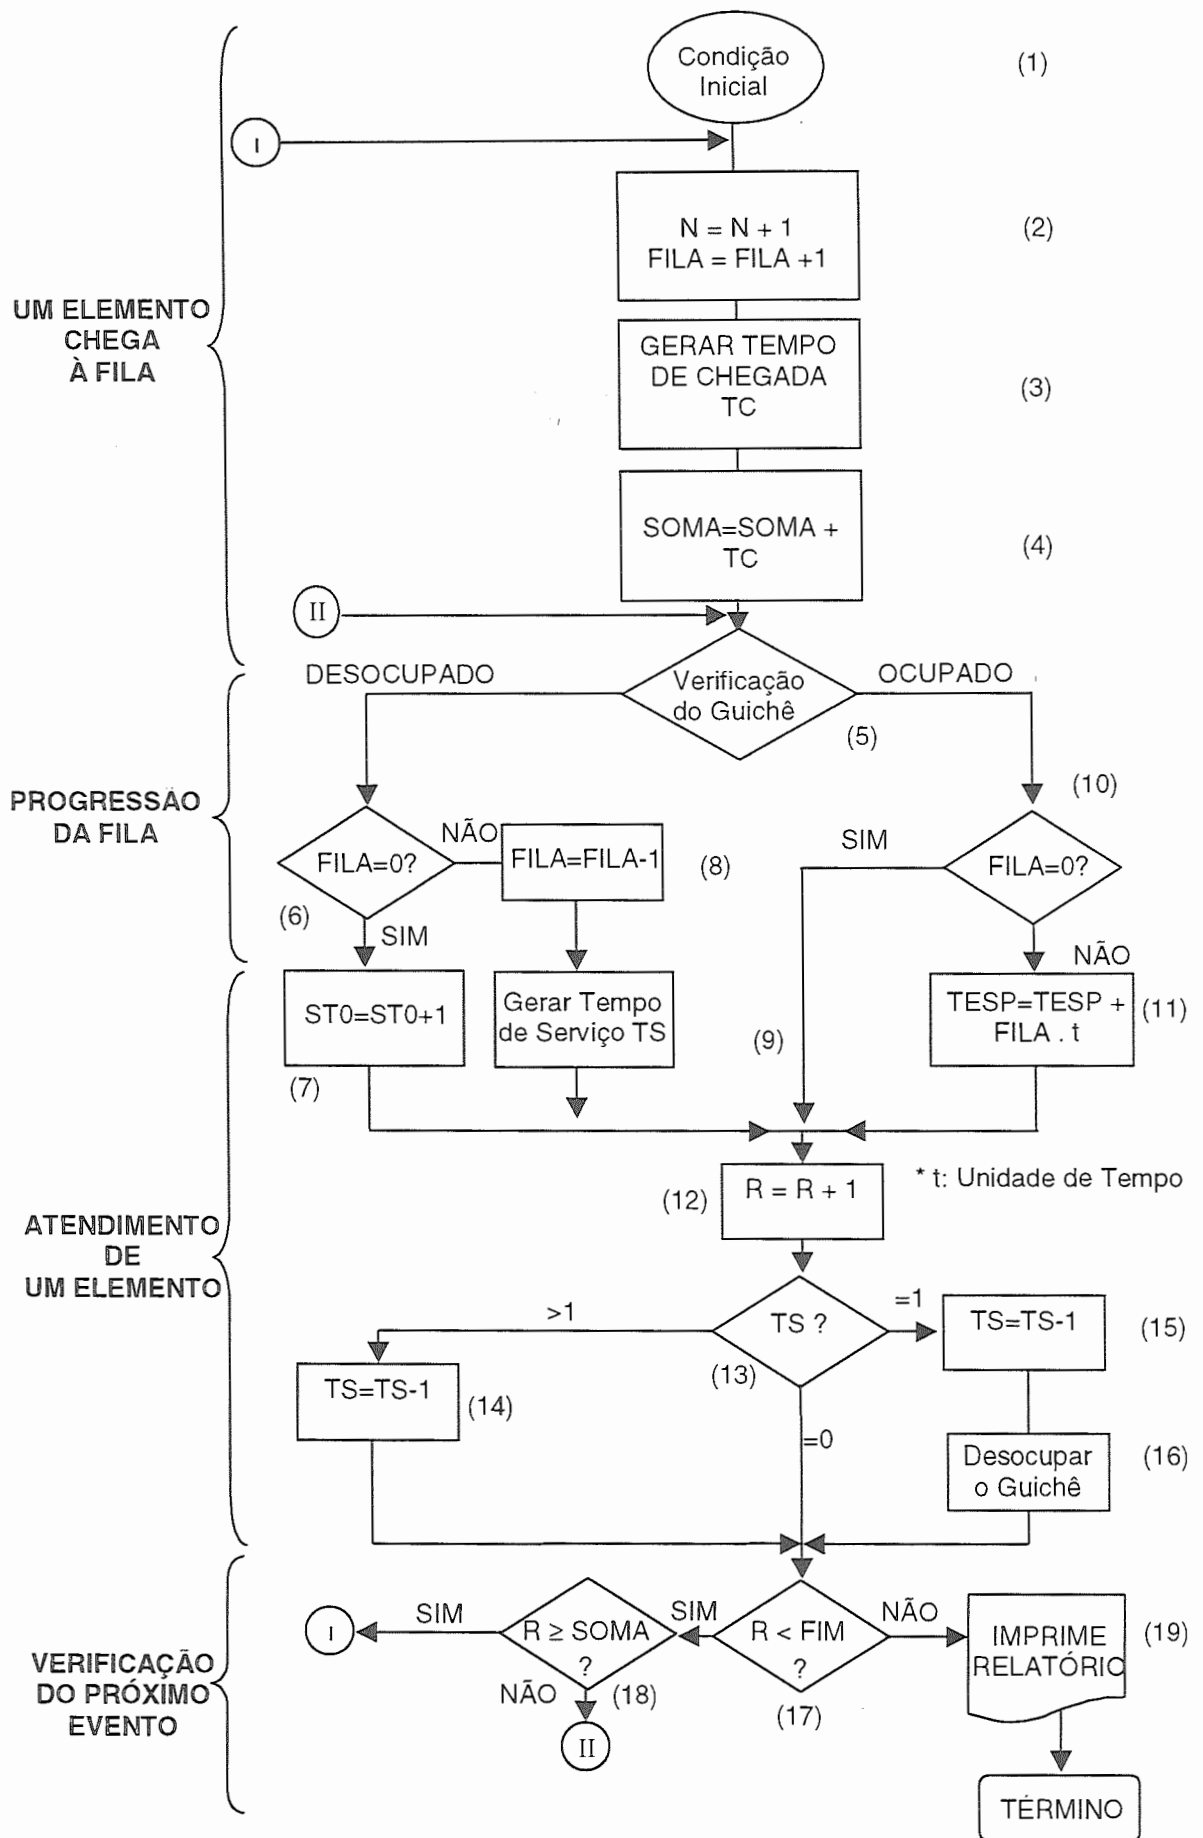 Condição
Inicial
(1)
I
N = N + 1
FILA = FILA +1
(2)
UM ELEMENTO
CHEGA
À FILA
GERAR TEMPO
DE CHEGADA
TC
(3)
SOMA=SOMA +
TC
(4)
II
DESOCUPADO
Verificação
do Guichê
OCUPADO
(5)
PROGRESSÃO
DA FILA
(10)
FILA=0?
NÃO
FILA=FILA-1
(8)
SIM
FILA=0?
(6)
SIM
NÃO
ST0=ST0+1
Gerar Tempo
de Serviço TS
TESP=TESP +
FILA . t
(11)
(9)
(7)
R = R + 1
(12)
* t: Unidade de Tempo
ATENDIMENTO
DE
UM ELEMENTO
>1
TS ?
=1
TS=TS-1
(15)
(13)
TS=TS-1
(14)
=0
Desocupar
o Guichê
(16)
I
SIM
R ≥ SOMA
?
SIM
R < FIM
?
NÃO
IMPRIME
RELATÓRIO
(19)
VERIFICAÇÃO
DO PRÓXIMO
EVENTO
NÃO
(18)
(17)
II
TÉRMINO